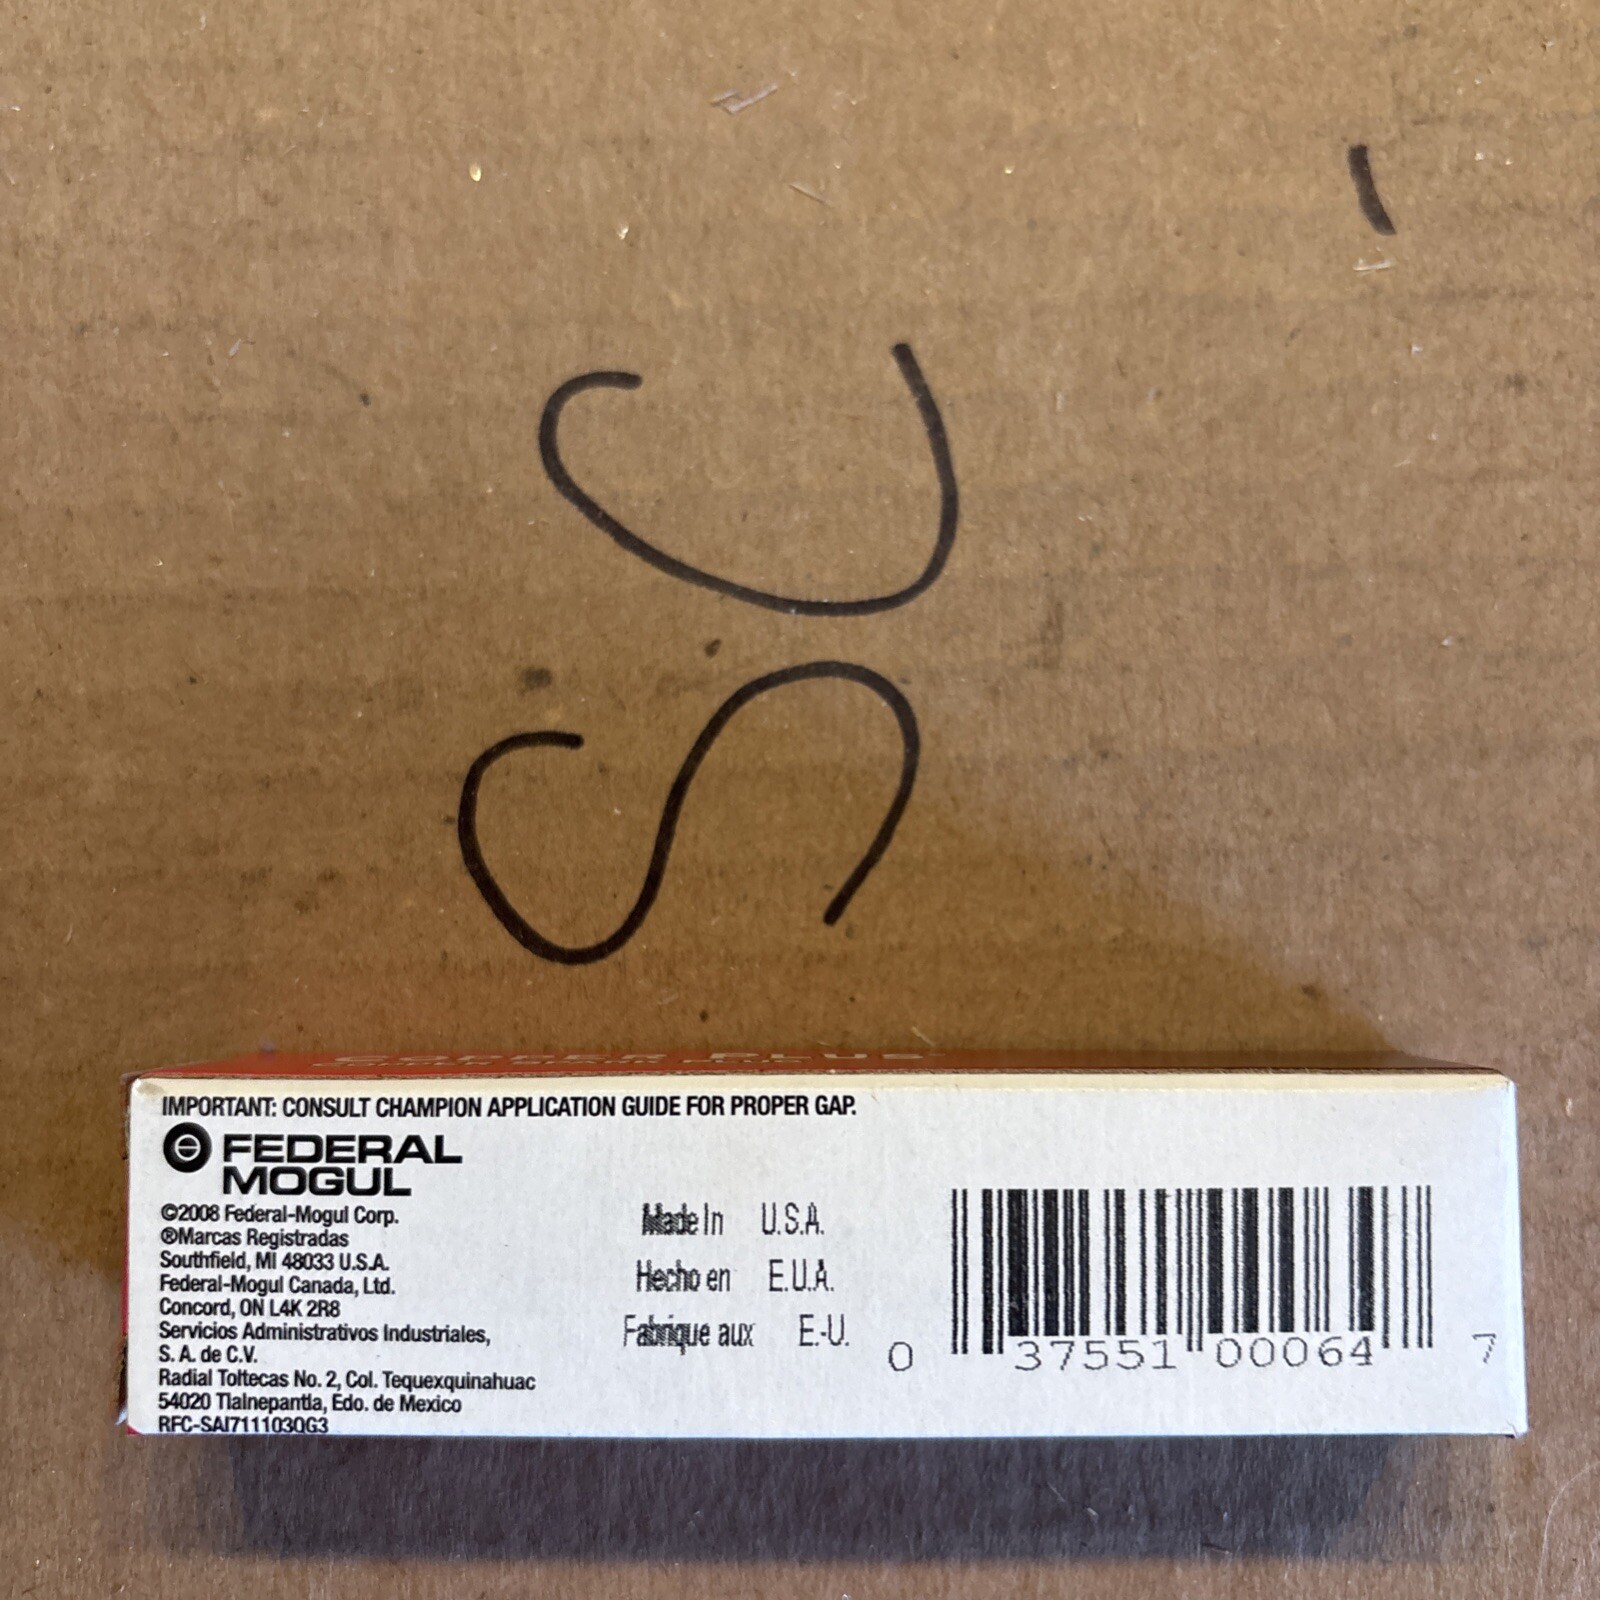 SC
COPPER PLUS
IMPORTANT: CONSULT CHAMPION APPLICATION GUIDE FOR PROPER GAP.
FEDERAL
MOGUL
©2008 Federal-Mogul Corp.
®Marcas Registradas
Southfield, MI 48033 U.S.A.
Federal-Mogul Canada, Ltd.
Concord, ON L4K 2R8
Servicios Administrativos Industriales,
S. A. de C.V.
Radial Toltecas No. 2, Col. Tequexquinahuac
54020 Tlalnepantla, Edo. de Mexico
RFC-SAI711103QG3
Made In U.S.A.
Hecho en E.U.A.
Fabrique aux E.-U.
0 37551 00064 7